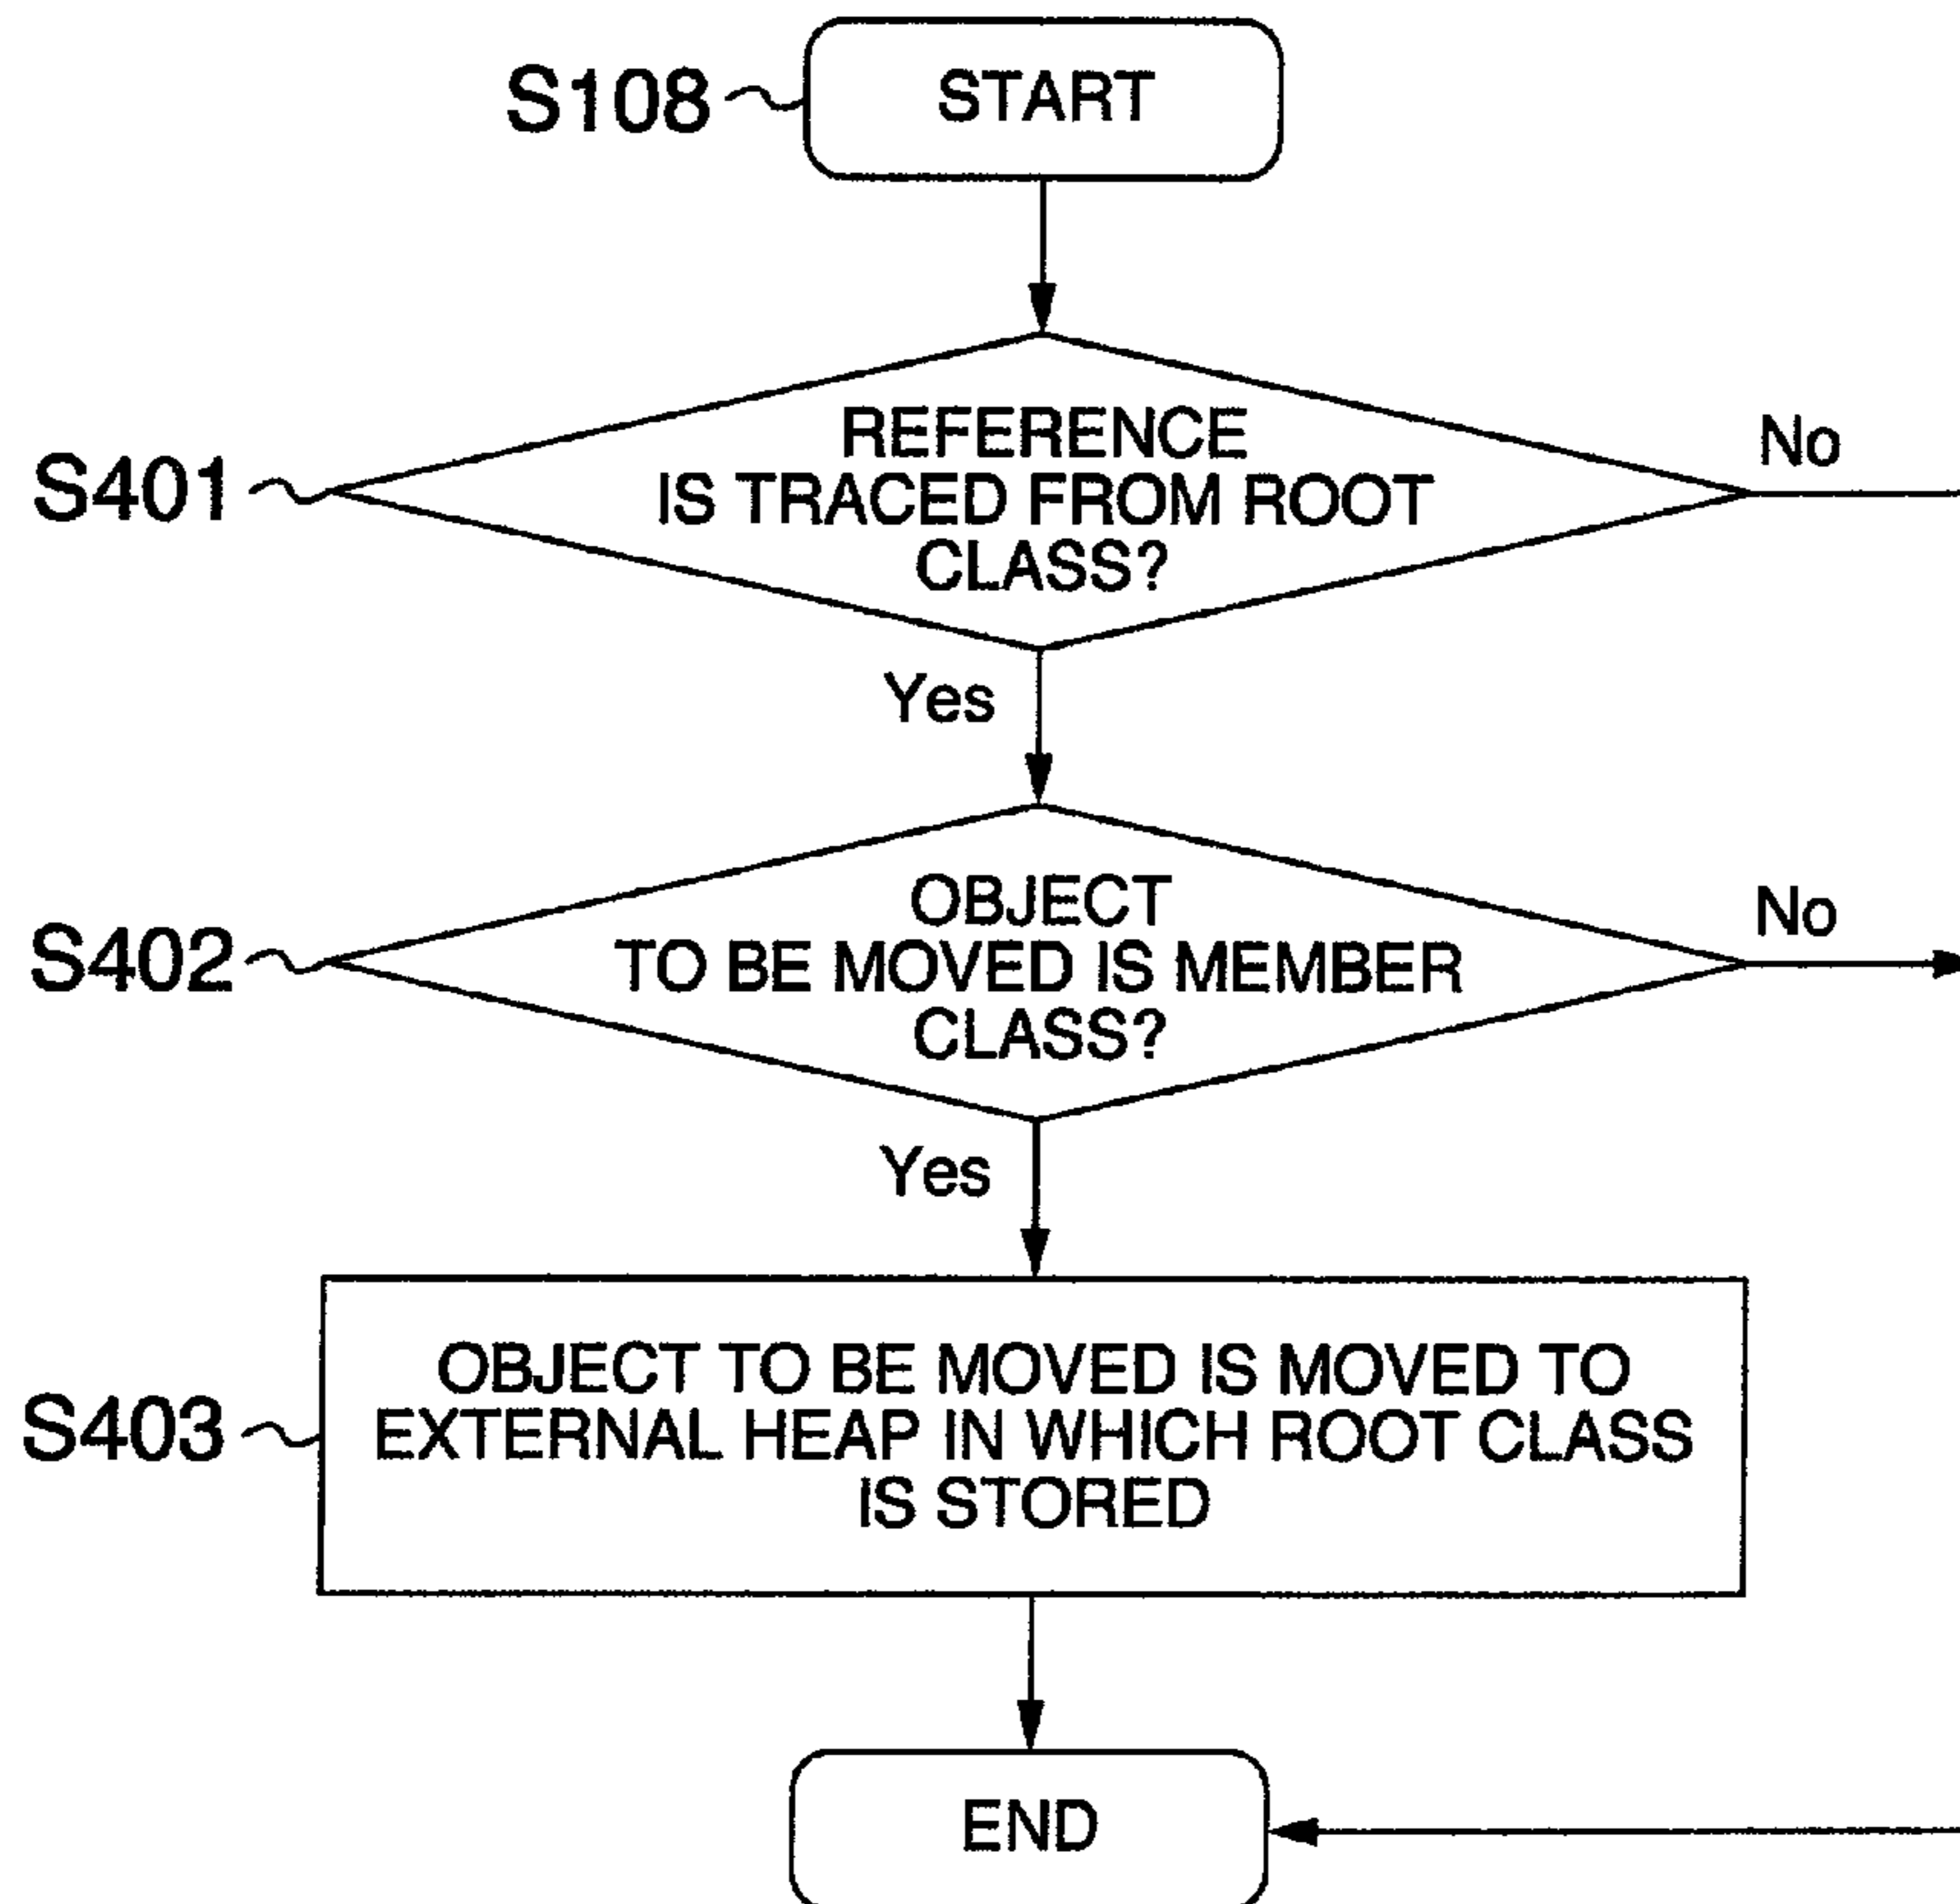 S108
START
S401
REFERENCE
IS TRACED FROM ROOT
CLASS?
No
Yes
S402
OBJECT
TO BE MOVED IS MEMBER
CLASS?
No
Yes
S403
OBJECT TO BE MOVED IS MOVED TO
EXTERNAL HEAP IN WHICH ROOT CLASS
IS STORED
END